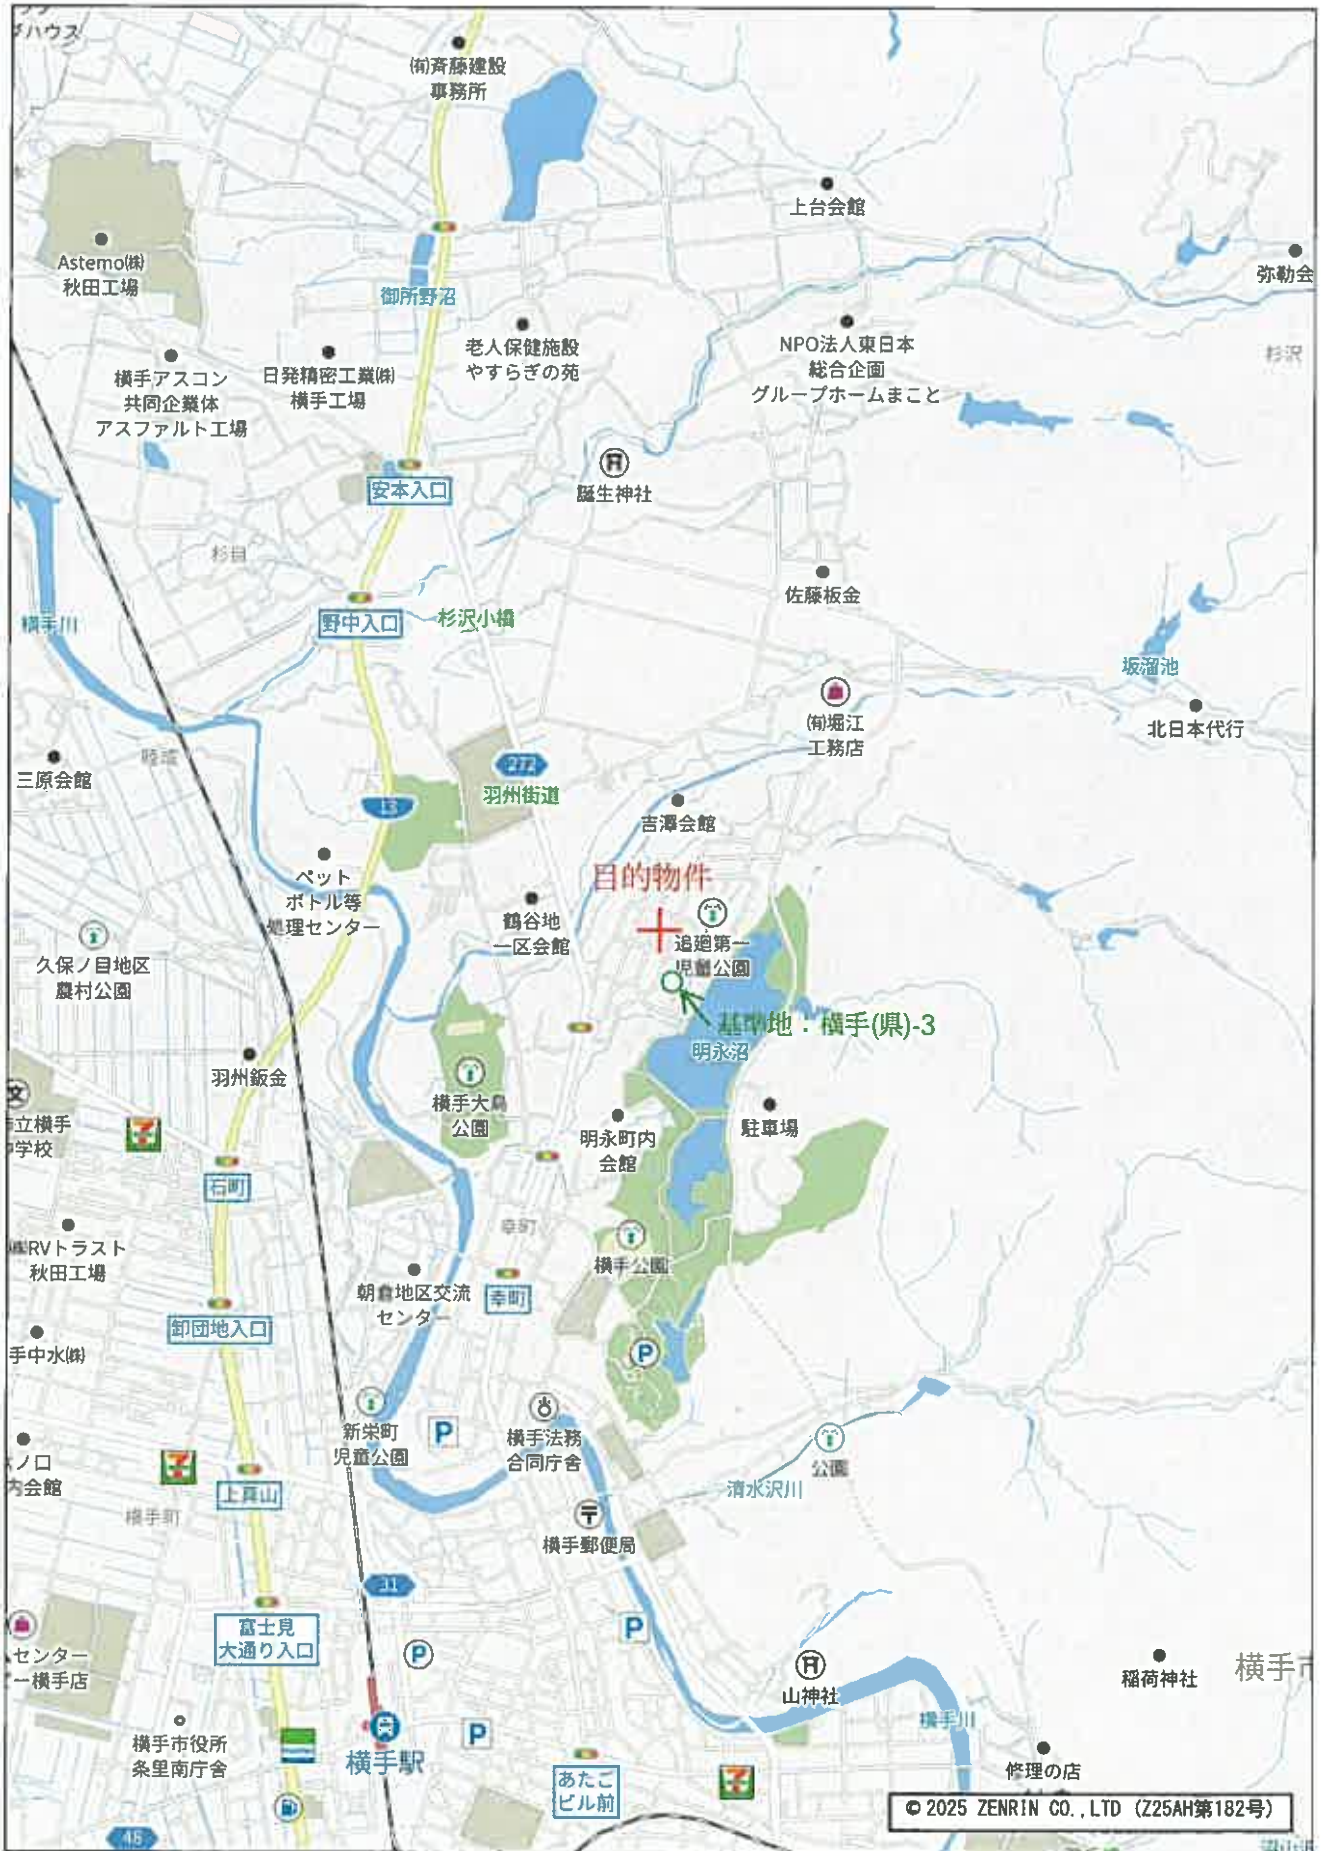 ハウス
㈲斉藤建設
事務所
上台会館
Astemo㈱
秋田工場
御所野沼
弥勒会
老人保健施設
やすらぎの苑
NPO法人東日本
総合企画
グループホームまこと
杉沢
横手アスコン
共同企業体
アスファルト工場
日発精密工業㈱
横手工場
誕生神社
安本入口
杉目
佐藤板金
横手川
野中入口
杉沢小橋
坂溜池
㈲堀江
工務店
北日本代行
三原会館
272
羽州街道
13
吉澤会館
ペット
ボトル等
処理センター
目的物件
鶴谷地
一区会館
追廻第一
児童公園
久保ノ目地区
農村公園
基準地：横手(県)-3
明永沼
羽州鈑金
市立横手
中学校
横手大鳥
公園
明永町内
会館
駐車場
石町
㈱RVトラスト
秋田工場
幸町
横手公園
朝倉地区交流
センター
幸町
卸団地入口
手中水㈱
P
新栄町
児童公園
P
横手法務
合同庁舎
公園
ノ口
内会館
清水沢川
上真山
横手町
横手郵便局
31
富士見
大通り入口
P
P
センター
ー横手店
山神社
稲荷神社
横手市
横手川
横手市役所
条里南庁舎
P
横手駅
修理の店
あたご
ビル前
© 2025 ZENRIN CO.,LTD (Z25AH第182号)